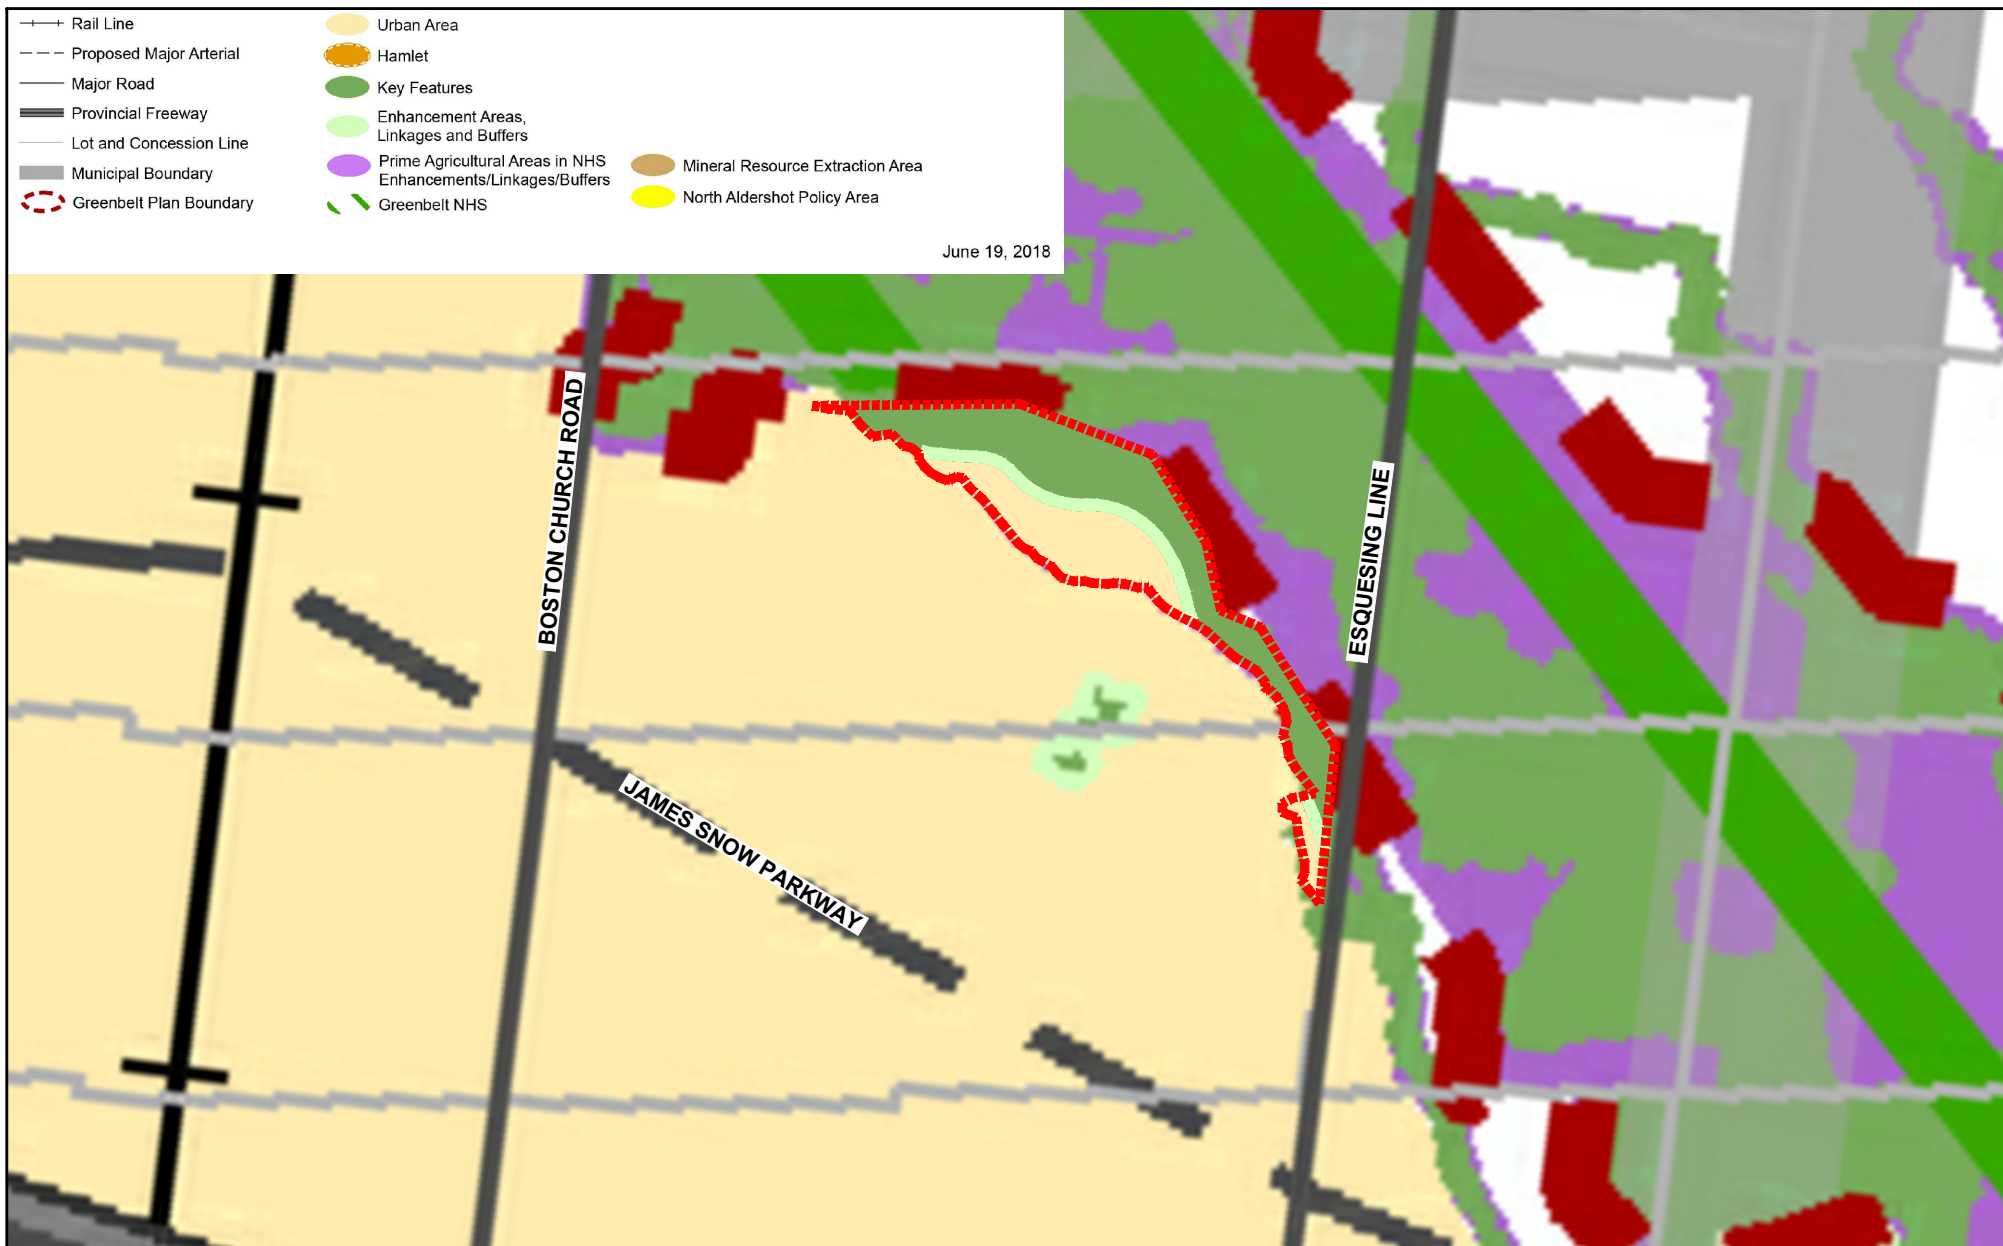 Rail Line
Proposed Major Arterial
Major Road
Provincial Freeway
Lot and Concession Line
Municipal Boundary
Greenbelt Plan Boundary
Urban Area
Hamlet
Key Features
Enhancement Areas,
Linkages and Buffers
Prime Agricultural Areas in NHS
Enhancements/Linkages/Buffers
Greenbelt NHS
Mineral Resource Extraction Area
North Aldershot Policy Area
June 19, 2018
BOSTON CHURCH ROAD
ESQUESING LINE
JAMES SNOW PARKWAY